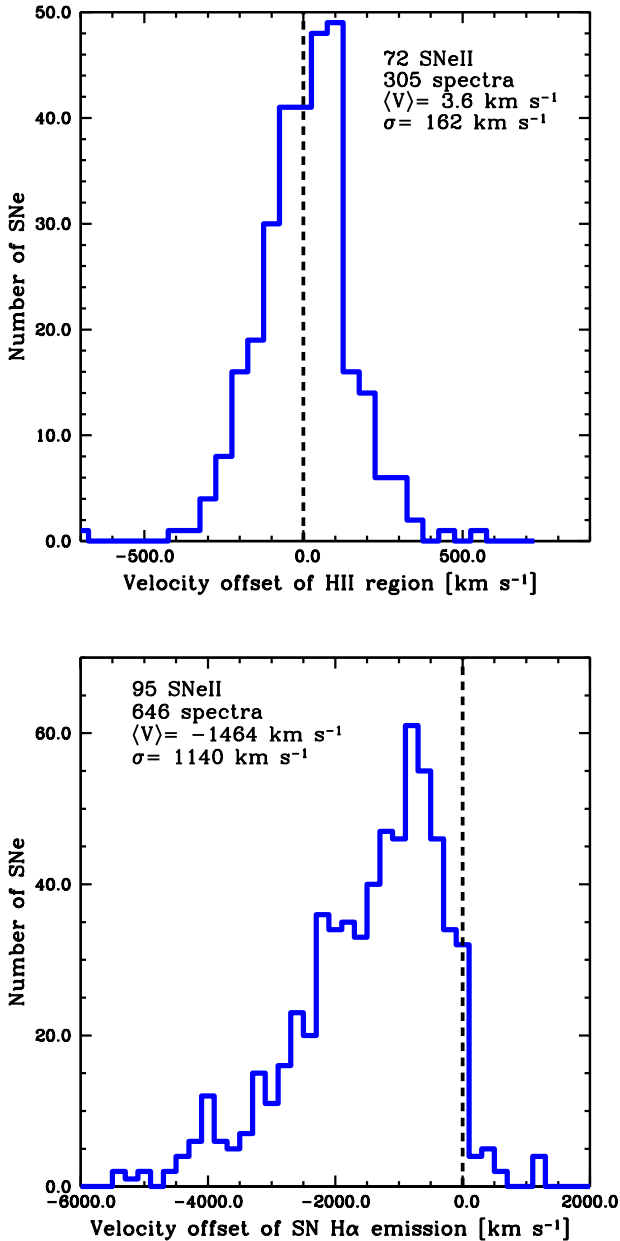 50.0
72 SNeII
305 spectra
⟨V⟩= 3.6 km s⁻¹
σ= 162 km s⁻¹
40.0
30.0
20.0
10.0
0.0
Number of SNe
−500.0 0.0 500.0
Velocity offset of HII region [km s⁻¹]
95 SNeII
646 spectra
⟨V⟩= −1464 km s⁻¹
σ= 1140 km s⁻¹
60.0
40.0
20.0
0.0
Number of SNe
−6000.0 −4000.0 −2000.0 0.0 2000.0
Velocity offset of SN Hα emission [km s⁻¹]